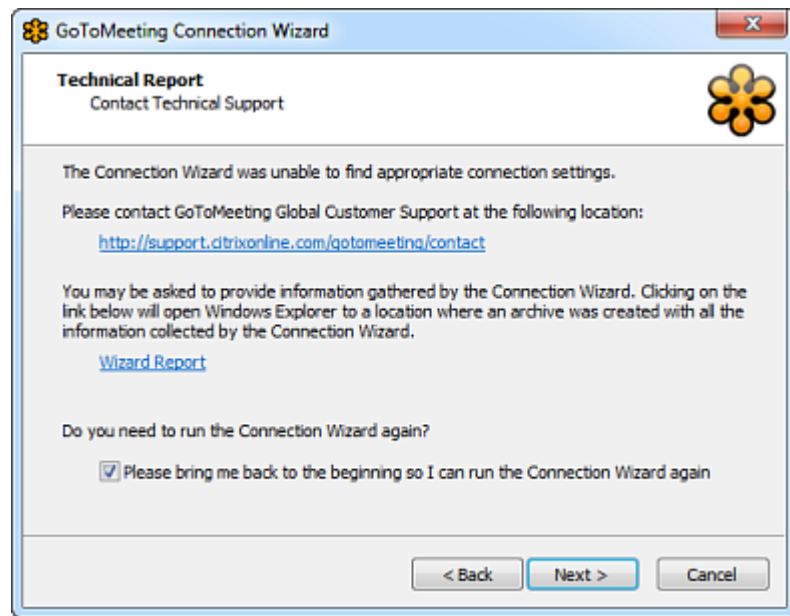 GoToMeeting Connection Wizard
Technical Report
Contact Technical Support
The Connection Wizard was unable to find appropriate connection settings.
Please contact GoToMeeting Global Customer Support at the following location:
http://support.citrixonline.com/gotomeeting/contact
You may be asked to provide information gathered by the Connection Wizard. Clicking on the
link below will open Windows Explorer to a location where an archive was created with all the
information collected by the Connection Wizard.
Wizard Report
Do you need to run the Connection Wizard again?
Please bring me back to the beginning so I can run the Connection Wizard again
< Back Next > Cancel